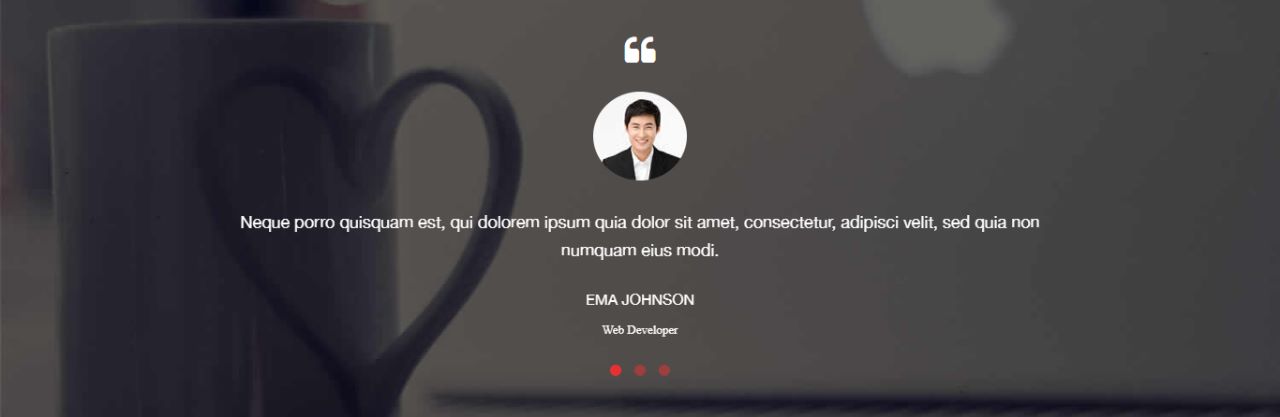 ❝
Neque porro quisquam est, qui dolorem ipsum quia dolor sit amet, consectetur, adipisci velit, sed quia non
numquam eius modi.
EMA JOHNSON
Web Developer